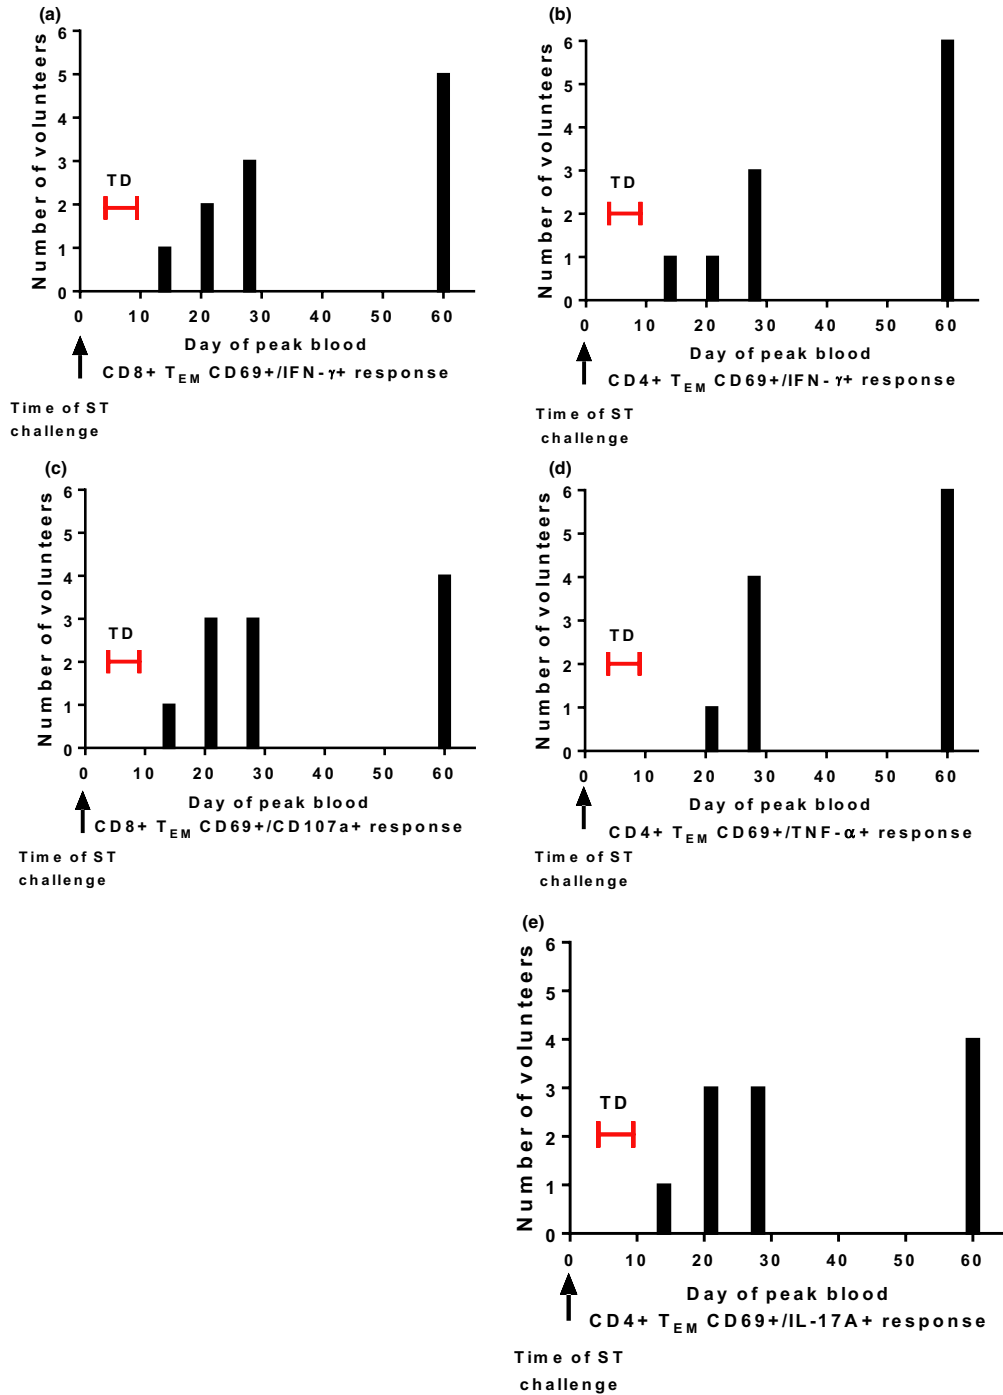 (a)
Number of volunteers
6
5
4
3
2
1
0
TD
0 10 20 30 40 50 60
Day of peak blood
CD8+ TEM CD69+/IFN-γ+ response
Time of ST
challenge
(b)
Number of volunteers
6
5
4
3
2
1
0
TD
0 10 20 30 40 50 60
Day of peak blood
CD4+ TEM CD69+/IFN-γ+ response
Time of ST
challenge
(c)
Number of volunteers
6
5
4
3
2
1
0
TD
0 10 20 30 40 50 60
Day of peak blood
CD8+ TEM CD69+/CD107a+ response
Time of ST
challenge
(d)
Number of volunteers
6
5
4
3
2
1
0
TD
0 10 20 30 40 50 60
Day of peak blood
CD4+ TEM CD69+/TNF-α+ response
Time of ST
challenge
(e)
Number of volunteers
6
5
4
3
2
1
0
TD
0 10 20 30 40 50 60
Day of peak blood
CD4+ TEM CD69+/IL-17A+ response
Time of ST
challenge